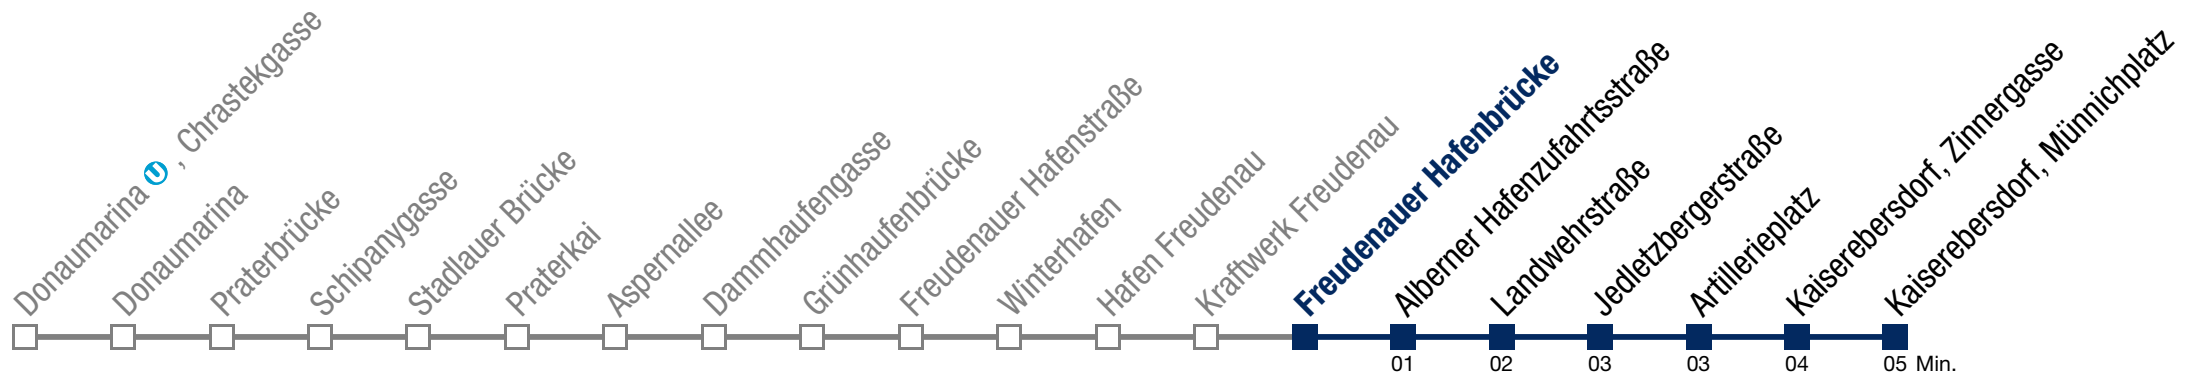 Donaumarina U, Chrastekgasse
Donaumarina
Praterbrücke
Schipanygasse
Stadlauer Brücke
Praterkai
Aspernallee
Dammhaufengasse
Grünhaufenbrücke
Freudenauer Hafenstraße
Winterhafen
Hafen Freudenau
Kraftwerk Freudenau
Freudenauer Hafenbrücke
Alberner Hafenzufahrtsstraße
Landwehrstraße
Jedletzbergerstraße
Artillerieplatz
Kaiserebersdorf, Zinnergasse
Kaiserebersdorf, Münnichplatz
01 02 03 03 04 05 Min.